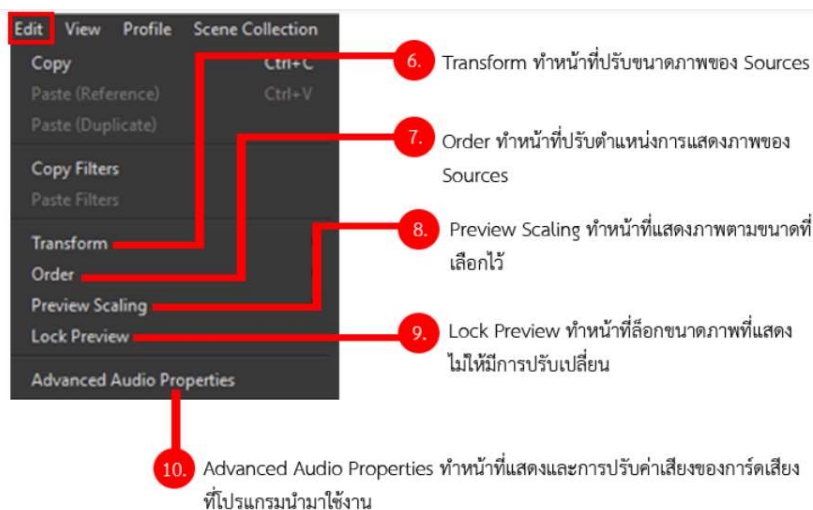 Edit View Profile Scene Collection
Copy Ctrl+C
Paste (Reference) Ctrl+V
Paste (Duplicate)
Copy Filters
Paste Filters
Transform
Order
Preview Scaling
Lock Preview
Advanced Audio Properties
6. Transform ทำหน้าที่ปรับขนาดภาพของ Sources
7. Order ทำหน้าที่ปรับตำแหน่งการแสดงภาพของ
Sources
8. Preview Scaling ทำหน้าที่แสดงภาพตามขนาดที่
เลือกไว้
9. Lock Preview ทำหน้าที่ล็อกขนาดภาพที่แสดง
ไม่ให้มีการปรับเปลี่ยน
10. Advanced Audio Properties ทำหน้าที่แสดงและการปรับค่าเสียงของการ์ดเสียง
ที่โปรแกรมนำมาใช้งาน